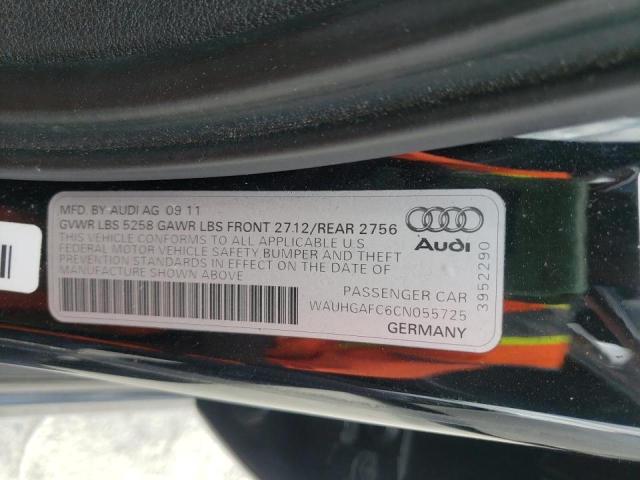 MFD. BY AUDI AG 09 11
GVWR LBS 5258 GAWR LBS FRONT 2712/REAR 2756
THIS VEHICLE CONFORMS TO ALL APPLICABLE U.S.
FEDERAL MOTOR VEHICLE SAFETY, BUMPER AND THEFT
PREVENTION STANDARDS IN EFFECT ON THE DATE OF
MANUFACTURE SHOWN ABOVE
Audi
PASSENGER CAR
WAUHGAFC6CN055725
GERMANY
3952290